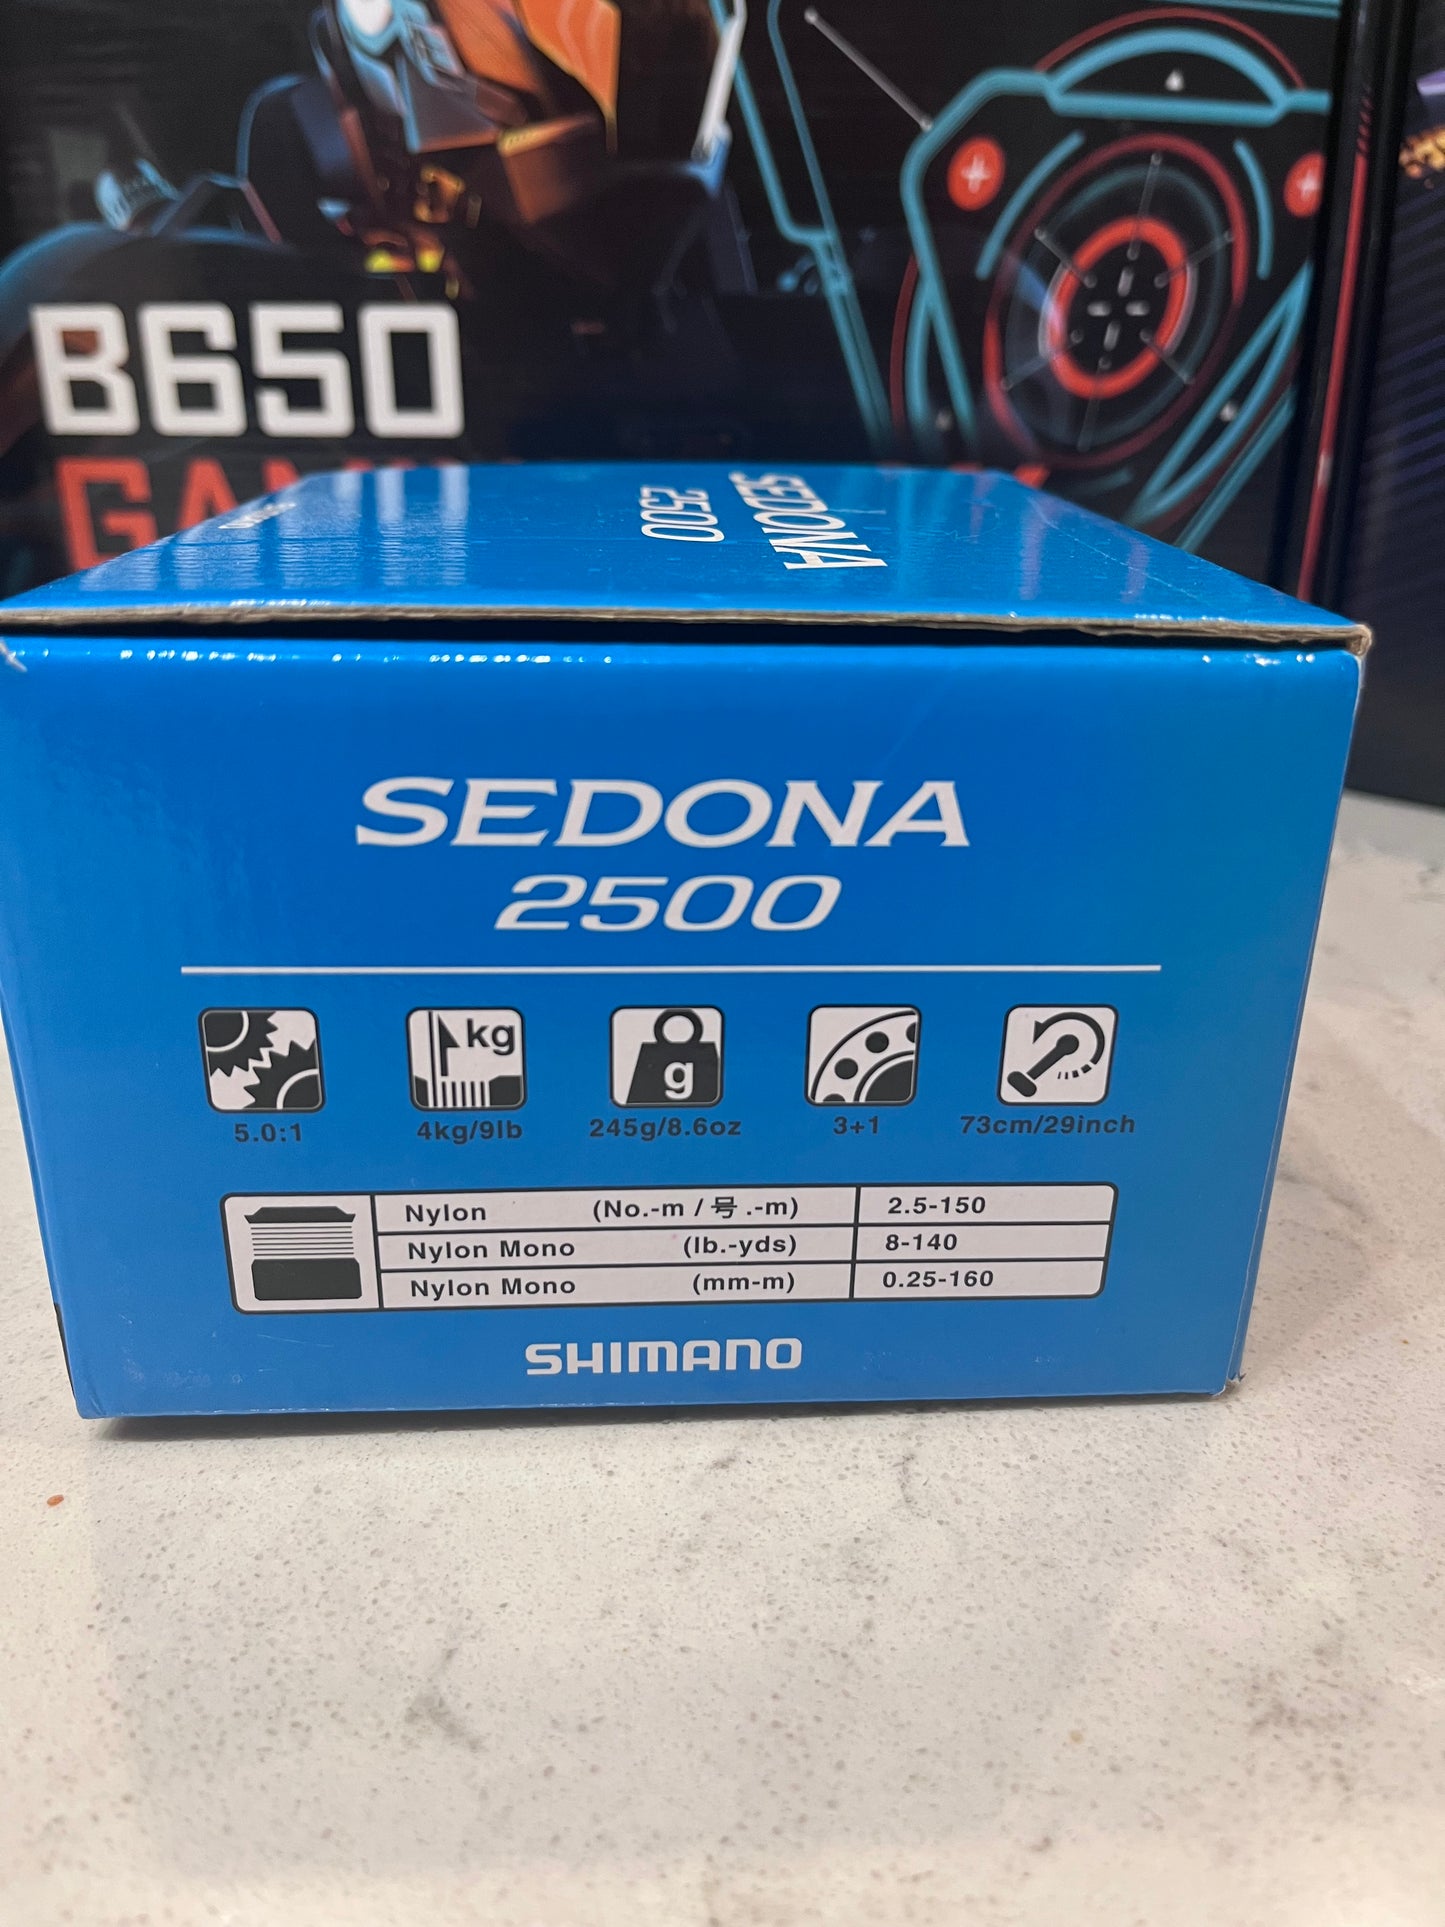 B650
SEDONA
2500
SEDONA
2500
kg
g
5.0:1
4kg/9lb
245g/8.6oz
3+1
73cm/29inch
Nylon (No.-m / 号 .-m) 2.5-150
Nylon Mono (lb.-yds) 8-140
Nylon Mono (mm-m) 0.25-160
SHIMANO